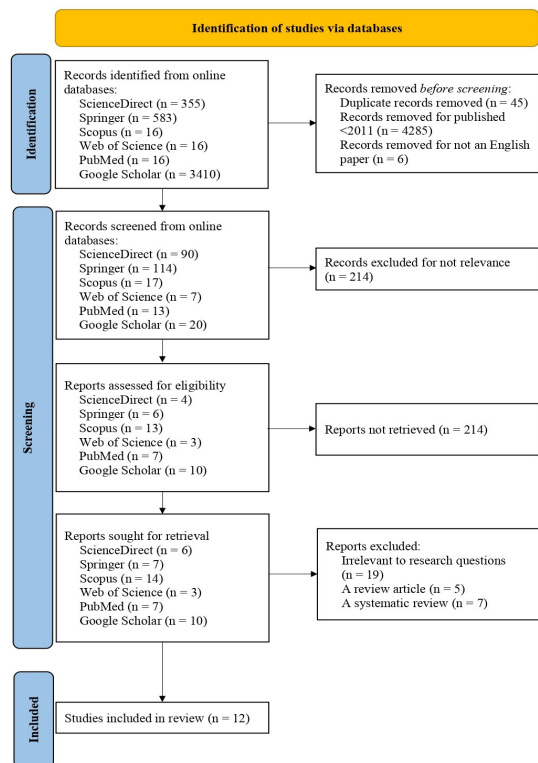 Identification of studies via databases
Identification
Records identified from online
databases:
ScienceDirect (n = 355)
Springer (n = 583)
Scopus (n = 16)
Web of Science (n = 16)
PubMed (n = 16)
Google Scholar (n = 3410)
Records removed before screening:
Duplicate records removed (n = 45)
Records removed for published
<2011 (n = 4285)
Records removed for not an English
paper (n = 6)
Screening
Records screened from online
databases:
ScienceDirect (n = 90)
Springer (n = 114)
Scopus (n = 17)
Web of Science (n = 7)
PubMed (n = 13)
Google Scholar (n = 20)
Records excluded for not relevance
(n = 214)
Reports assessed for eligibility
ScienceDirect (n = 4)
Springer (n = 6)
Scopus (n = 13)
Web of Science (n = 3)
PubMed (n = 7)
Google Scholar (n = 10)
Reports not retrieved (n = 214)
Reports sought for retrieval
ScienceDirect (n = 6)
Springer (n = 7)
Scopus (n = 14)
Web of Science (n = 3)
PubMed (n = 7)
Google Scholar (n = 10)
Reports excluded:
Irrelevant to research questions
(n = 19)
A review article (n = 5)
A systematic review (n = 7)
Included
Studies included in review (n = 12)